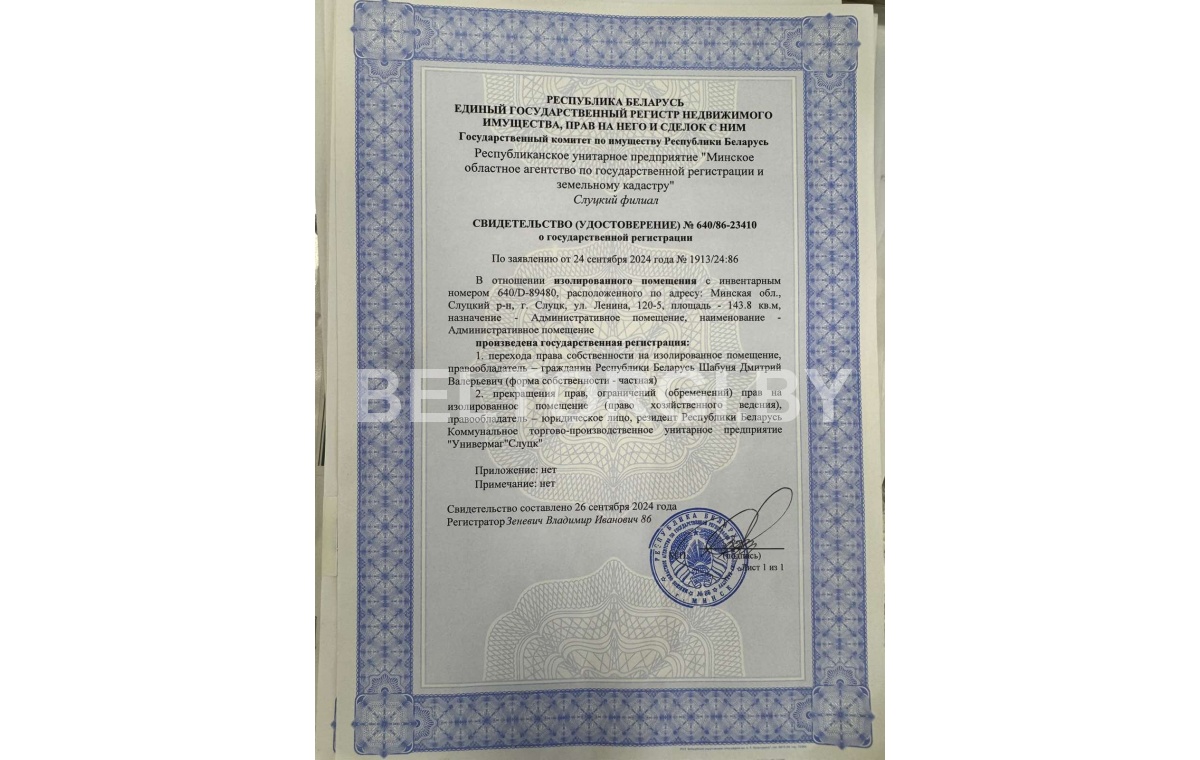 РЕСПУБЛИКА БЕЛАРУСЬ
ЕДИНЫЙ ГОСУДАРСТВЕННЫЙ РЕГИСТР НЕДВИЖИМОГО
ИМУЩЕСТВА, ПРАВ НА НЕГО И СДЕЛОК С НИМ
Государственный комитет по имуществу Республики Беларусь
Республиканское унитарное предприятие "Минское
областное агентство по государственной регистрации и
земельному кадастру"
Слуцкий филиал
СВИДЕТЕЛЬСТВО (УДОСТОВЕРЕНИЕ) № 640/86-23410
о государственной регистрации
По заявлению от 24 сентября 2024 года № 1913/24:86
В отношении изолированного помещения с инвентарным
номером 640/D-89480, расположенного по адресу: Минская обл.,
Слуцкий р-н, г. Слуцк, ул. Ленина, 120-5, площадь - 143.8 кв.м,
назначение - Административное помещение, наименование -
Административное помещение
произведена государственная регистрация:
1. перехода права собственности на изолированное помещение,
правообладатель – гражданин Республики Беларусь Шабуня Дмитрий
Валерьевич (форма собственности - частная)
2. прекращения прав, ограничений (обременений) прав на
изолированное помещение (право хозяйственного ведения),
правообладатель – юридическое лицо, резидент Республики Беларусь
Коммунальное торгово-производственное унитарное предприятие
"Универмаг"Слуцк"
BELTORGI.BY
Приложение: нет
Примечание: нет
Свидетельство составлено 26 сентября 2024 года
Регистратор Зеневич Владимир Иванович 86
М.П.
(подпись)
Лист 1 из 1
РЕСПУБЛИКА БЕЛАРУСЬ
г. МИНСК